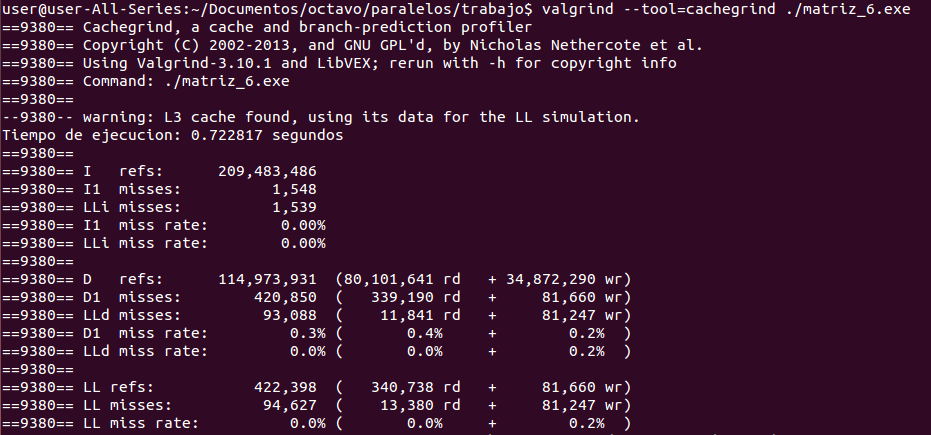 user@user-All-Series:~/Documentos/octavo/paralelos/trabajo$ valgrind --tool=cachegrind ./matriz_6.exe
==9380== Cachegrind, a cache and branch-prediction profiler
==9380== Copyright (C) 2002-2013, and GNU GPL'd, by Nicholas Nethercote et al.
==9380== Using Valgrind-3.10.1 and LibVEX; rerun with -h for copyright info
==9380== Command: ./matriz_6.exe
==9380==
--9380-- warning: L3 cache found, using its data for the LL simulation.
Tiempo de ejecucion: 0.722817 segundos
==9380==
==9380== I   refs:      209,483,486
==9380== I1  misses:          1,548
==9380== LLi misses:          1,539
==9380== I1  miss rate:        0.00%
==9380== LLi miss rate:        0.00%
==9380==
==9380== D   refs:      114,973,931  (80,101,641 rd   + 34,872,290 wr)
==9380== D1  misses:        420,850  (   339,190 rd   +     81,660 wr)
==9380== LLd misses:         93,088  (    11,841 rd   +     81,247 wr)
==9380== D1  miss rate:         0.3% (       0.4%     +        0.2%  )
==9380== LLd miss rate:         0.0% (       0.0%     +        0.2%  )
==9380==
==9380== LL refs:           422,398  (   340,738 rd   +     81,660 wr)
==9380== LL misses:          94,627  (    13,380 rd   +     81,247 wr)
==9380== LL miss rate:          0.0% (       0.0%     +        0.2%  )